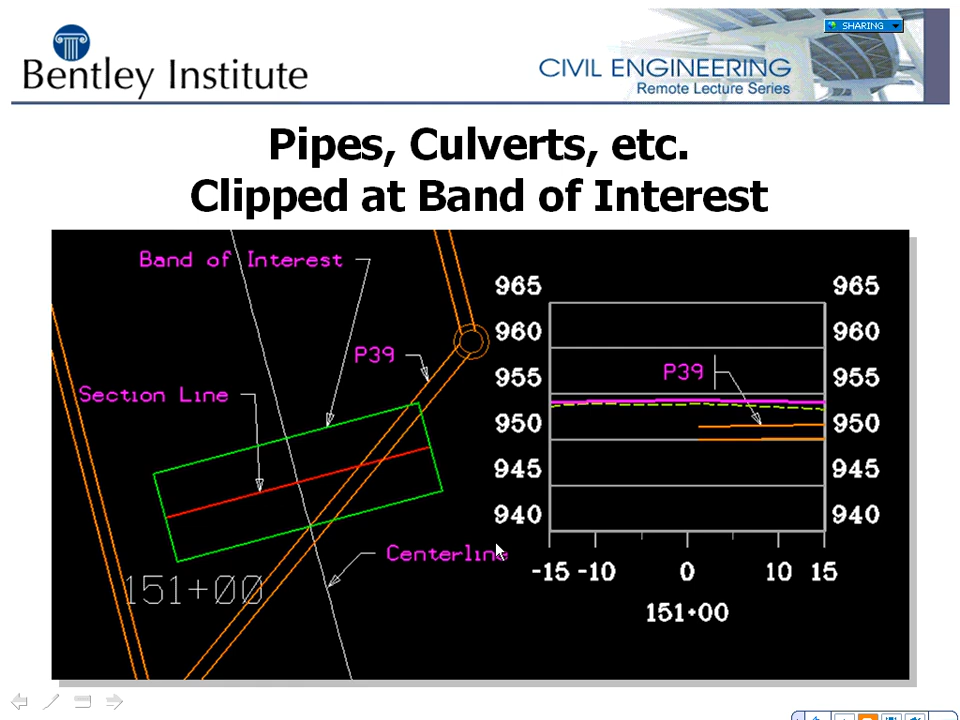 SHARING
Bentley Institute
CIVIL ENGINEERING
Remote Lecture Series
Pipes, Culverts, etc.
Clipped at Band of Interest
Band of Interest
P39
Section Line
Centerline
151+00
965 965
960 960
P39
955 955
950 950
945 945
940 940
-15 -10 0 10 15
151+00